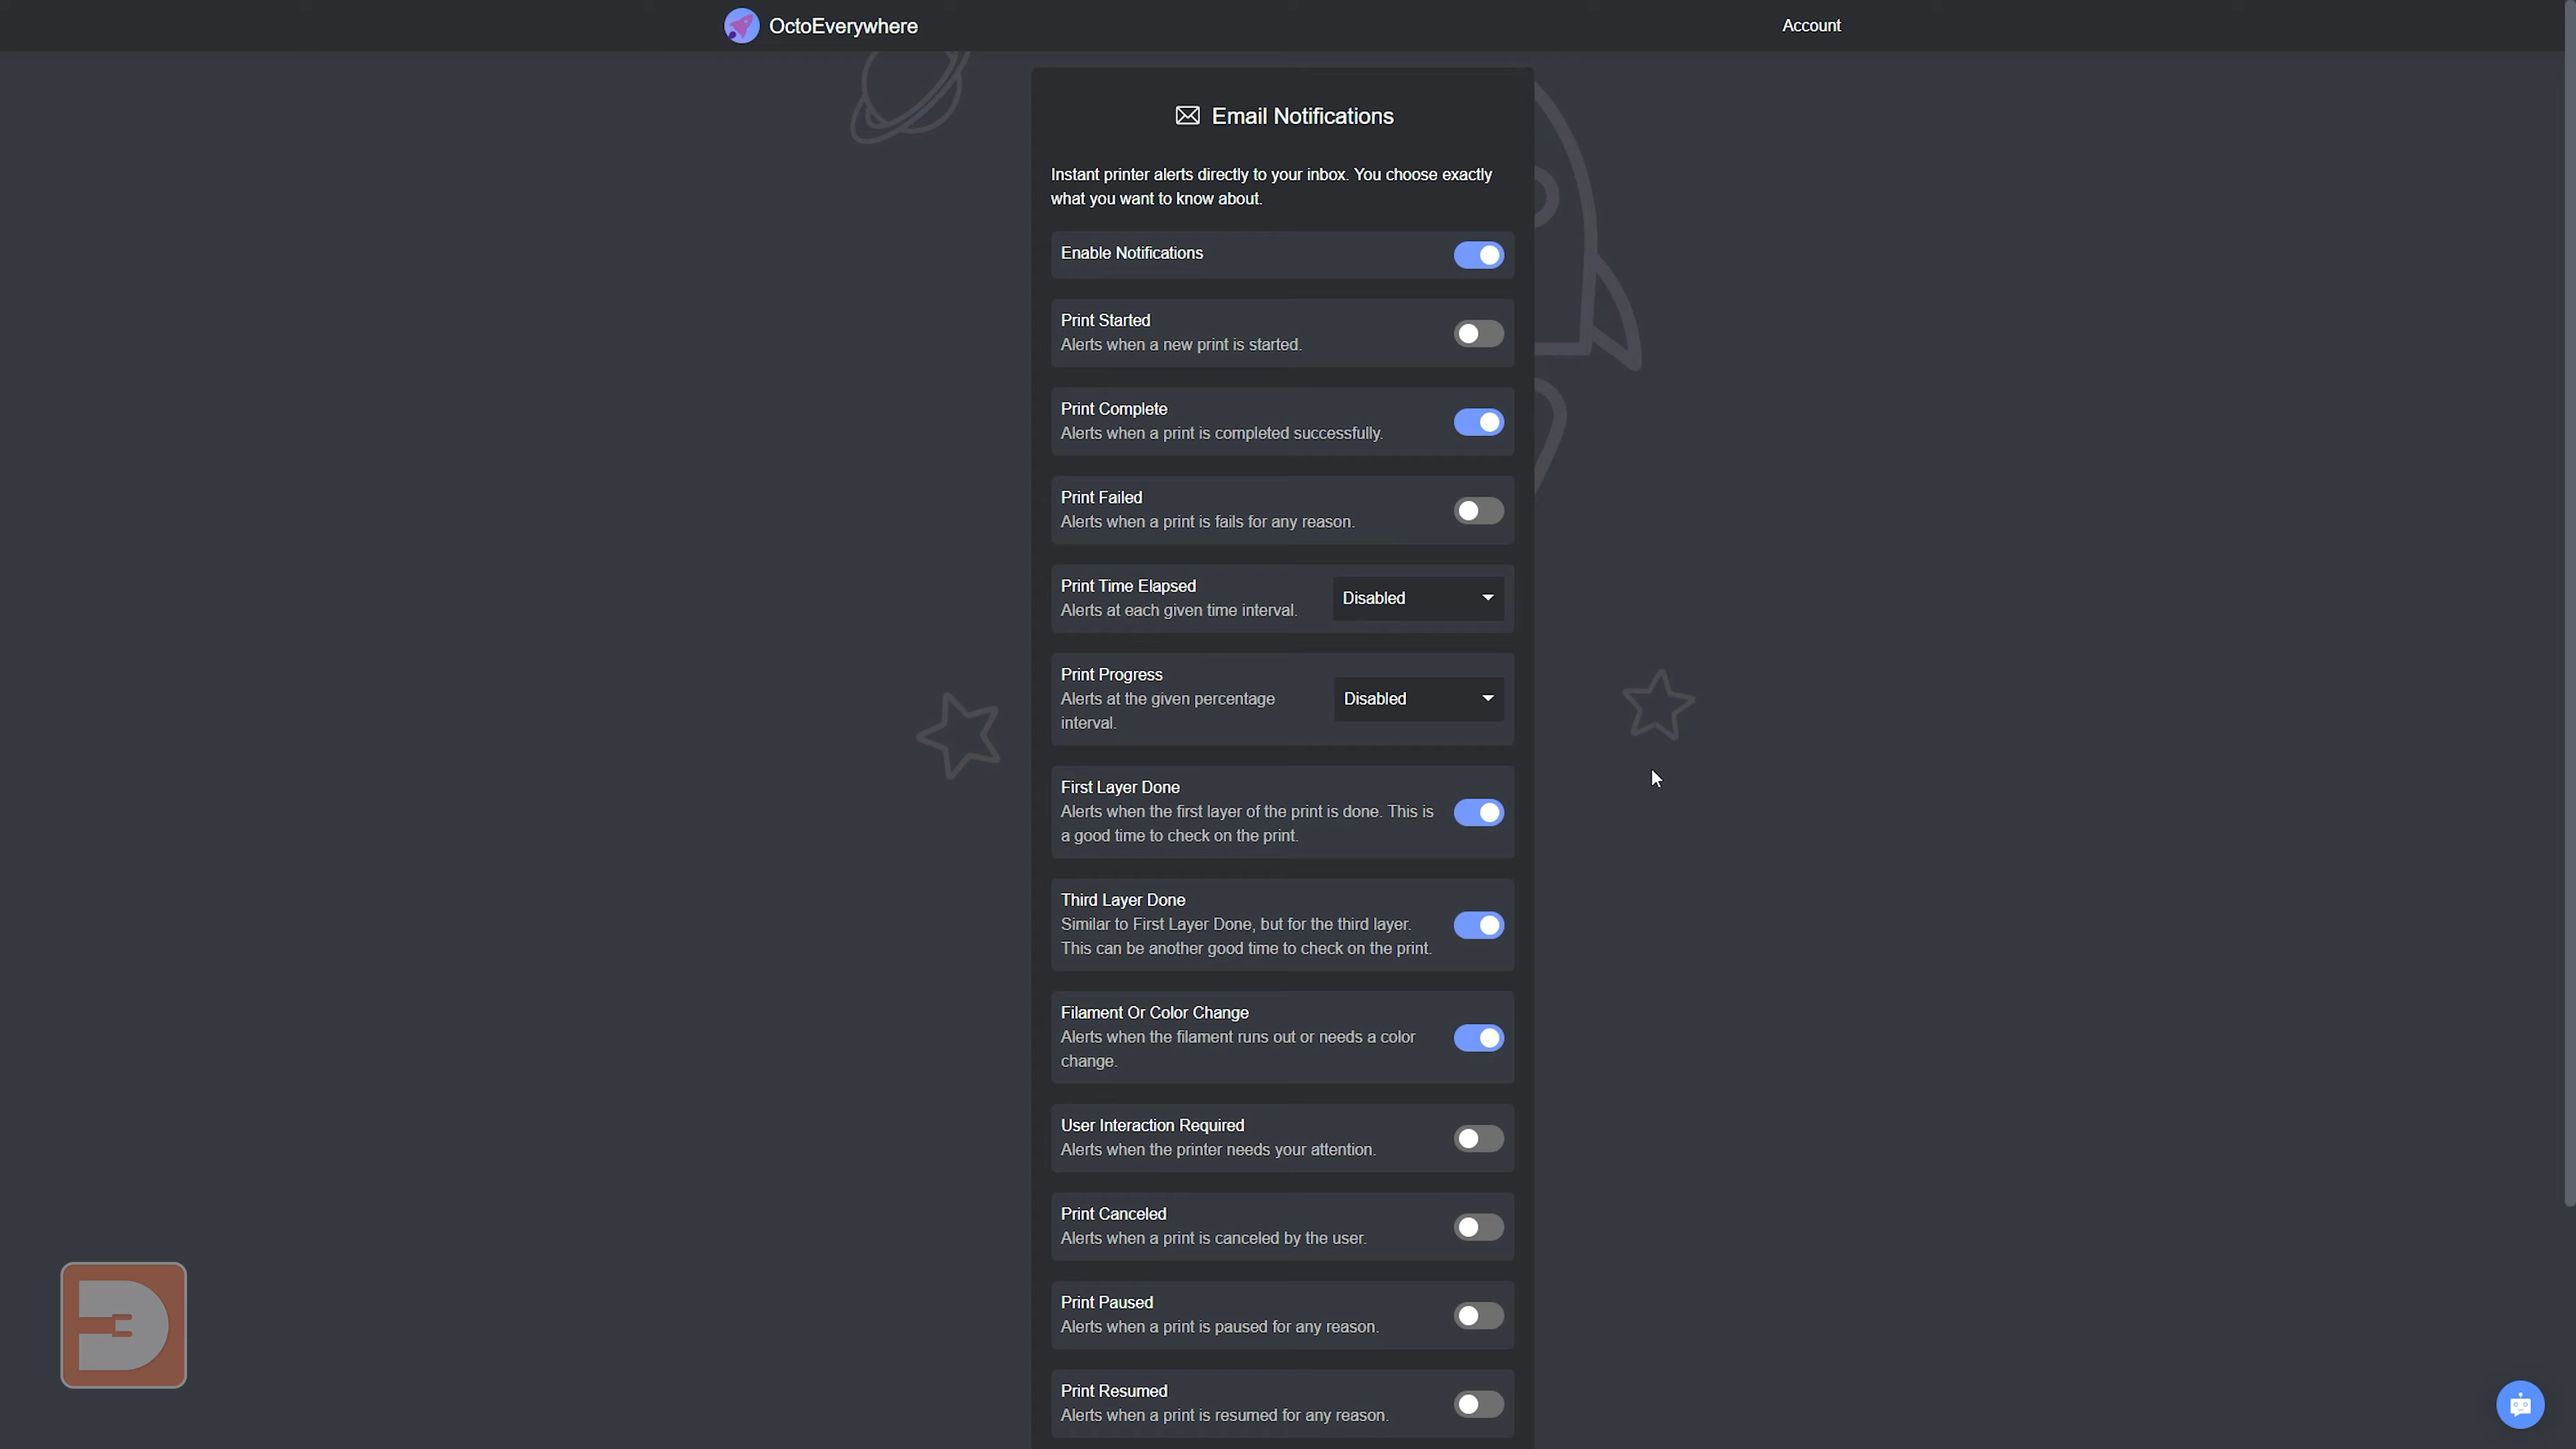 OctoEverywhere
Account
Email Notifications
Instant printer alerts directly to your inbox. You choose exactly
what you want to know about.
Enable Notifications
Print Started
Alerts when a new print is started.
Print Complete
Alerts when a print is completed successfully.
Print Failed
Alerts when a print is fails for any reason.
Print Time Elapsed
Alerts at each given time interval.
Disabled
Print Progress
Alerts at the given percentage
interval.
Disabled
First Layer Done
Alerts when the first layer of the print is done. This is
a good time to check on the print.
Third Layer Done
Similar to First Layer Done, but for the third layer.
This can be another good time to check on the print.
Filament Or Color Change
Alerts when the filament runs out or needs a color
change.
User Interaction Required
Alerts when the printer needs your attention.
Print Canceled
Alerts when a print is canceled by the user.
Print Paused
Alerts when a print is paused for any reason.
Print Resumed
Alerts when a print is resumed for any reason.